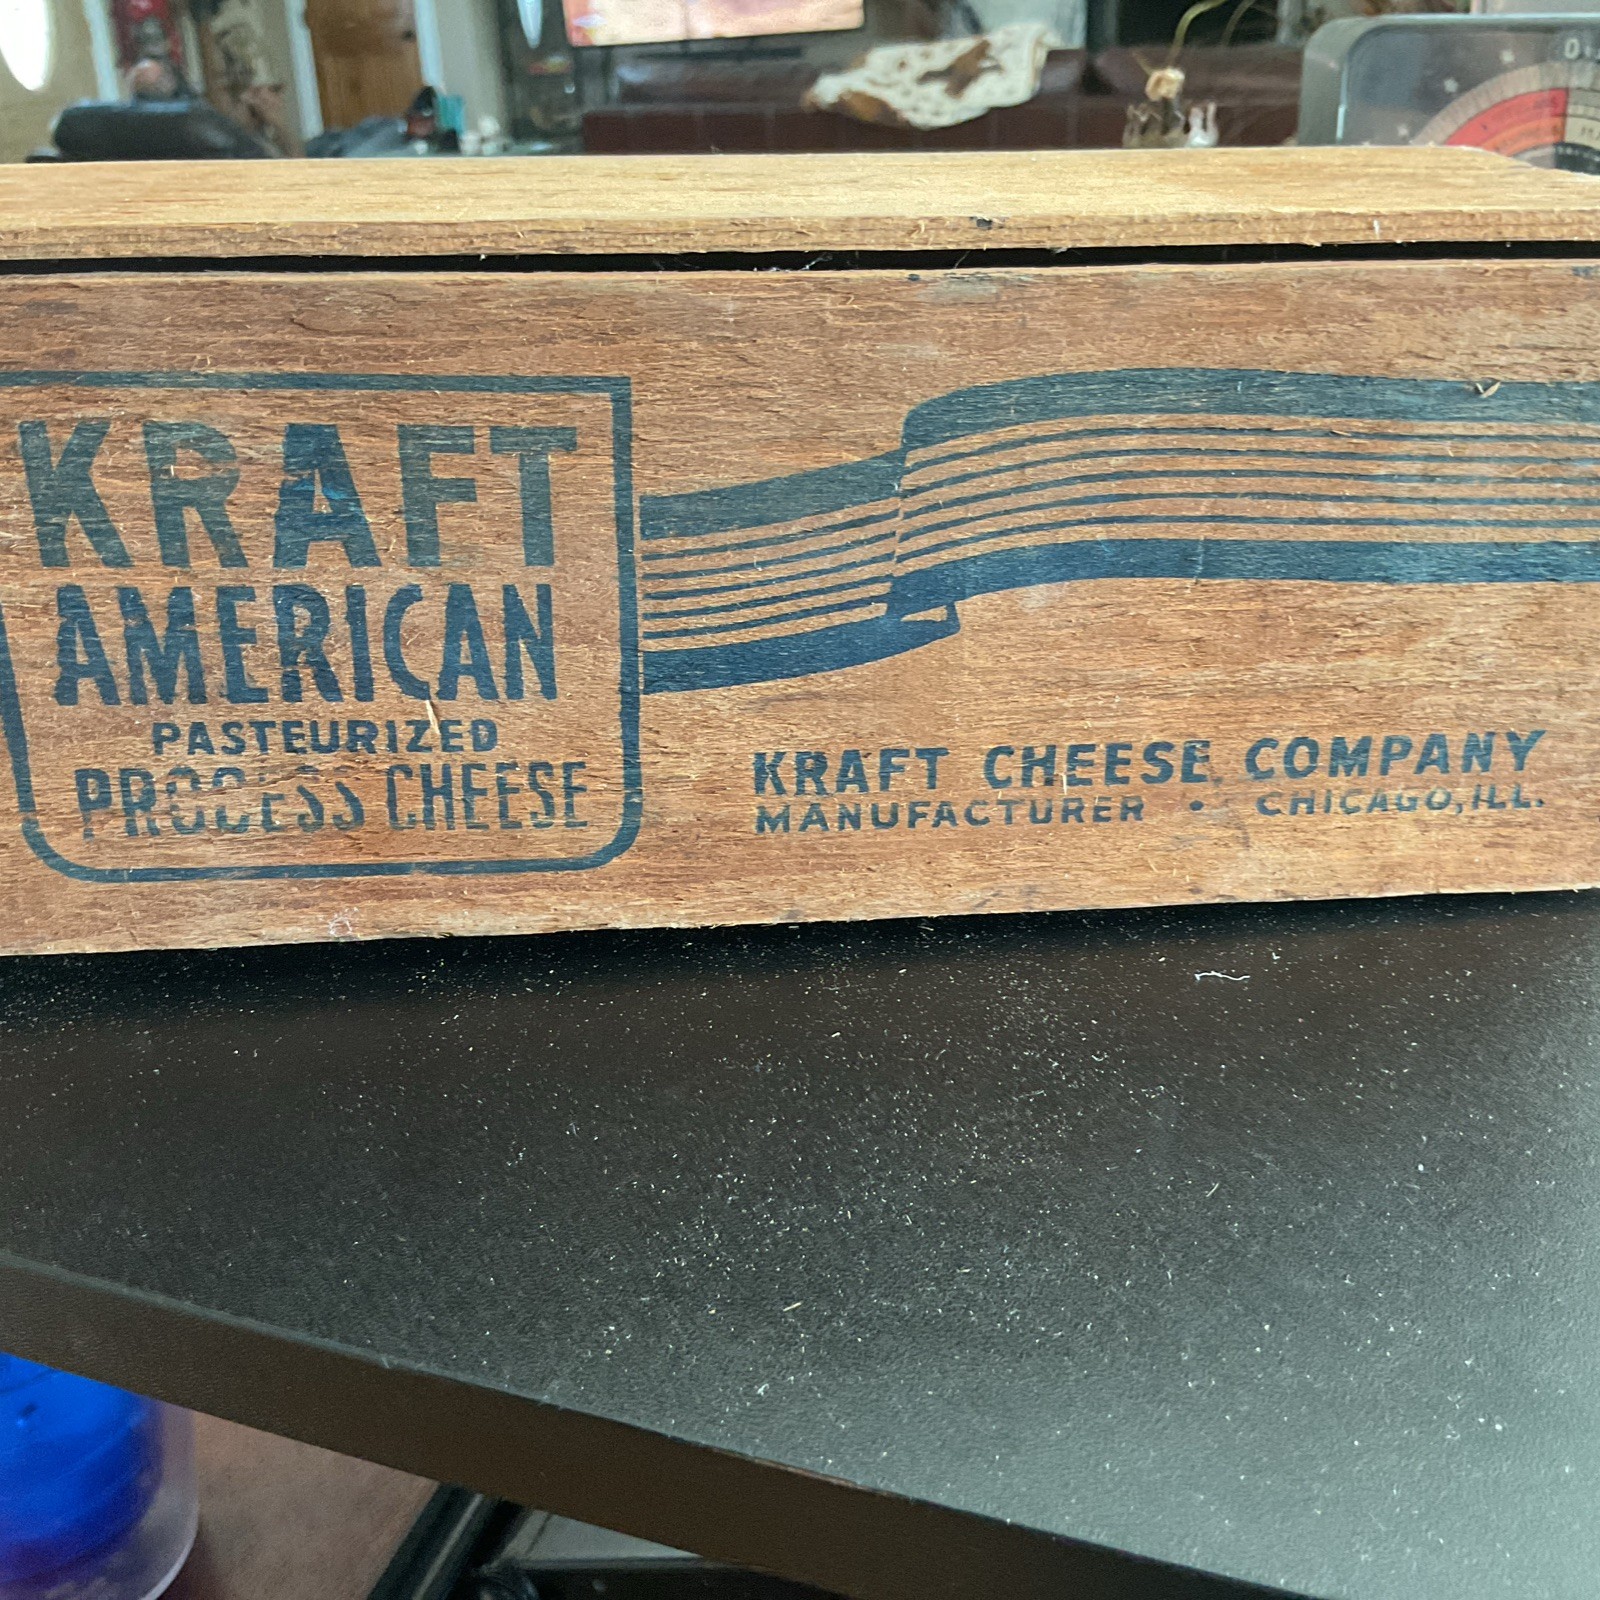 KRAFT
AMERICAN
PASTEURIZED
PROCESS CHEESE
KRAFT CHEESE COMPANY
MANUFACTURER • CHICAGO, ILL.